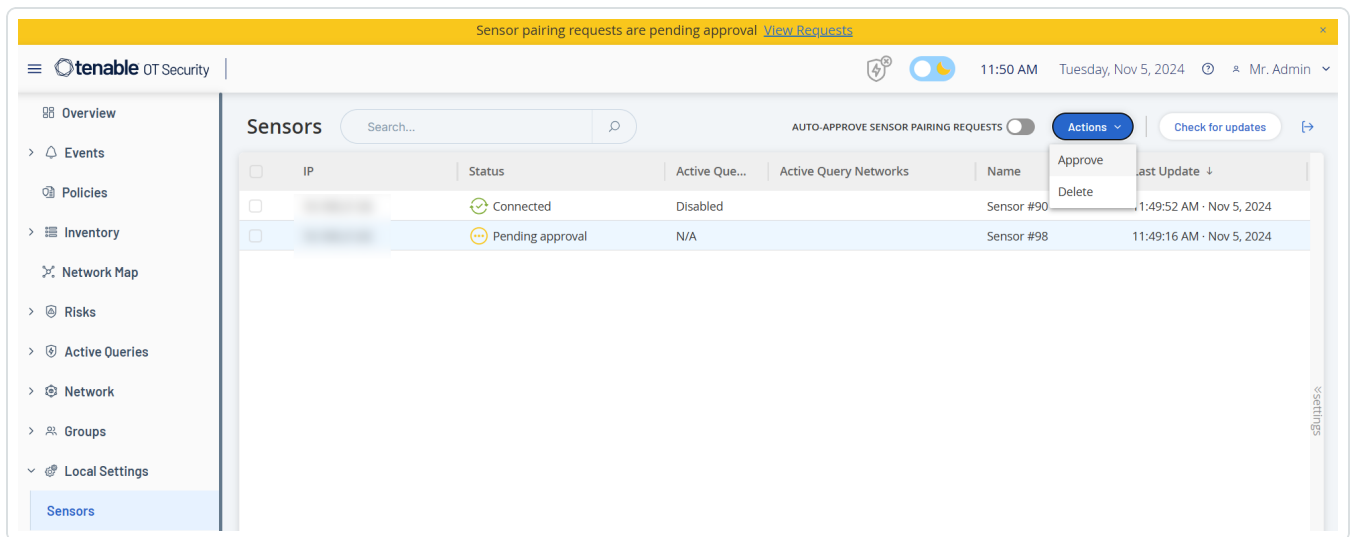 Sensor pairing requests are pending approval View Requests ×
tenable OT Security 11:50 AM Tuesday, Nov 5, 2024 Mr. Admin
Overview
Events
Policies
Inventory
Network Map
Risks
Active Queries
Network
Groups
Local Settings
Sensors
Sensors Search... AUTO-APPROVE SENSOR PAIRING REQUESTS Actions Check for updates
Approve
Delete
IP Status Active Que... Active Query Networks Name Last Update ↓
Connected Disabled Sensor #90 11:49:52 AM · Nov 5, 2024
Pending approval N/A Sensor #98 11:49:16 AM · Nov 5, 2024
«settings